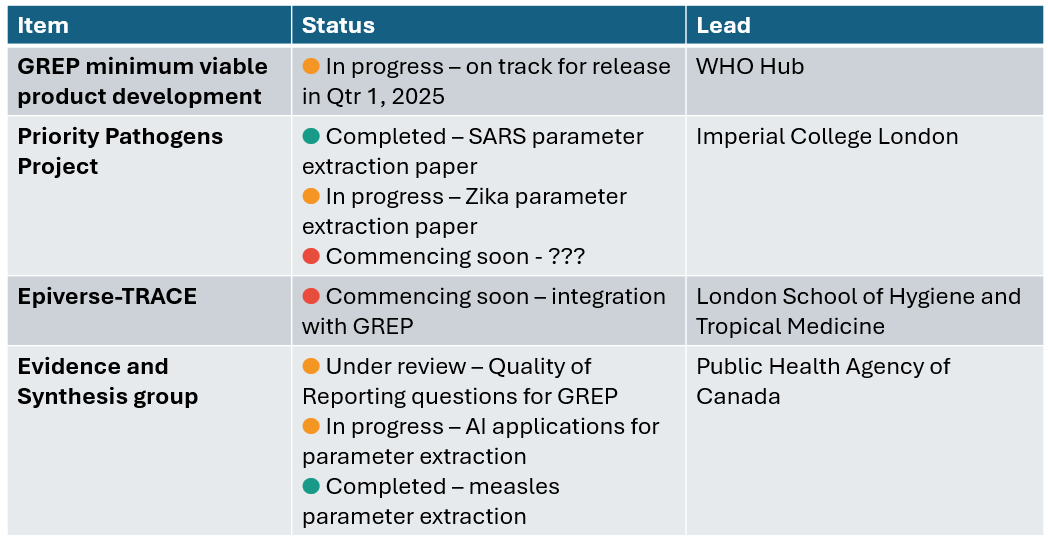 Item Status Lead
GREP minimum viable
product development
In progress – on track for release
in Qtr 1, 2025
WHO Hub
Priority Pathogens
Project
Completed – SARS parameter
extraction paper
In progress – Zika parameter
extraction paper
Commencing soon - ???
Imperial College London
Epiverse-TRACE
Commencing soon – integration
with GREP
London School of Hygiene and
Tropical Medicine
Evidence and
Synthesis group
Under review – Quality of
Reporting questions for GREP
In progress – AI applications for
parameter extraction
Completed – measles
parameter extraction
Public Health Agency of
Canada